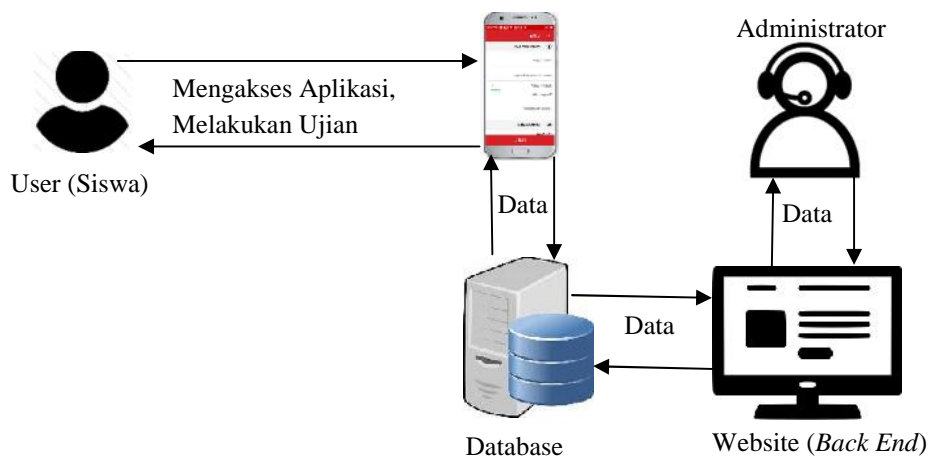 Administrator
Mengakses Aplikasi,
Melakukan Ujian
User (Siswa)
Data
Data
Data
Database
Website (Back End)